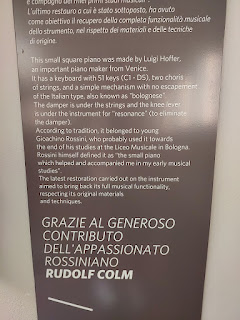 e compagno dei miei primi studi musicali".
L'ultimo restauro a cui è stato sottoposto, ha avuto
come obiettivo il recupero della completa funzionalità musicale
dello strumento, nel rispetto dei materiali e delle tecniche
di origine.
This small square piano was made by Luigi Hoffer,
an important piano maker from Venice.
It has a keyboard with 51 keys (C1 - D5), two choris
of strings, and a simple mechanism with no escapement
of the Italian type, also known as "bolognese".
The damper is under the strings and the knee lever
is under the instrument for "resonance" (to eliminate
the damper).
According to tradition, it belonged to young
Gioachino Rossini, who probably used it towards
the end of his studies at the Liceo Musicale in Bologna.
Rossini himself defined it as "the small piano
which helped and accompanied me in my early musical
studies".
The latest restoration carried out on the instrument
aimed to bring back its full musical functionality,
respecting its original materials
and techniques.
GRAZIE AL GENEROSO
CONTRIBUTO
DELL'APPASSIONATO
ROSSINIANO
RUDOLF COLM